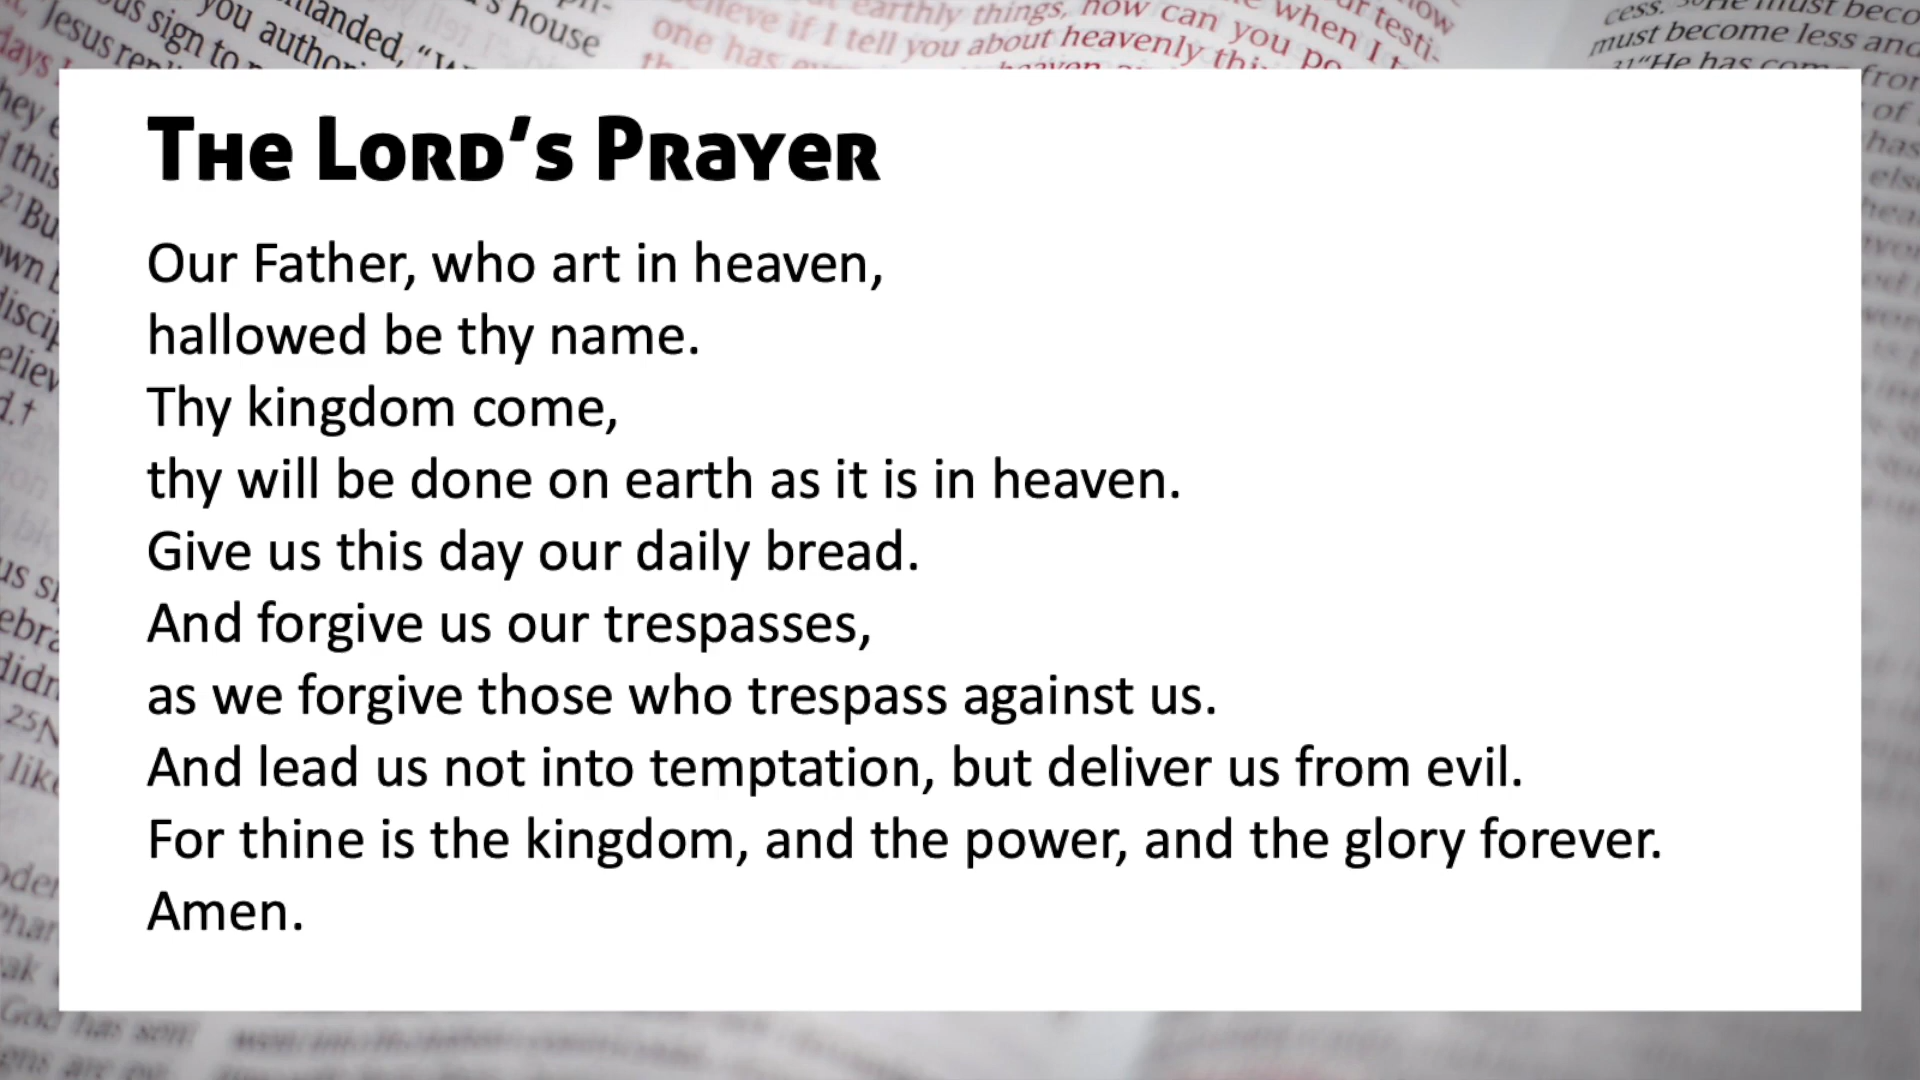 The Lord's Prayer
Our Father, who art in heaven,
hallowed be thy name.
Thy kingdom come,
thy will be done on earth as it is in heaven.
Give us this day our daily bread.
And forgive us our trespasses,
as we forgive those who trespass against us.
And lead us not into temptation, but deliver us from evil.
For thine is the kingdom, and the power, and the glory forever.
Amen.